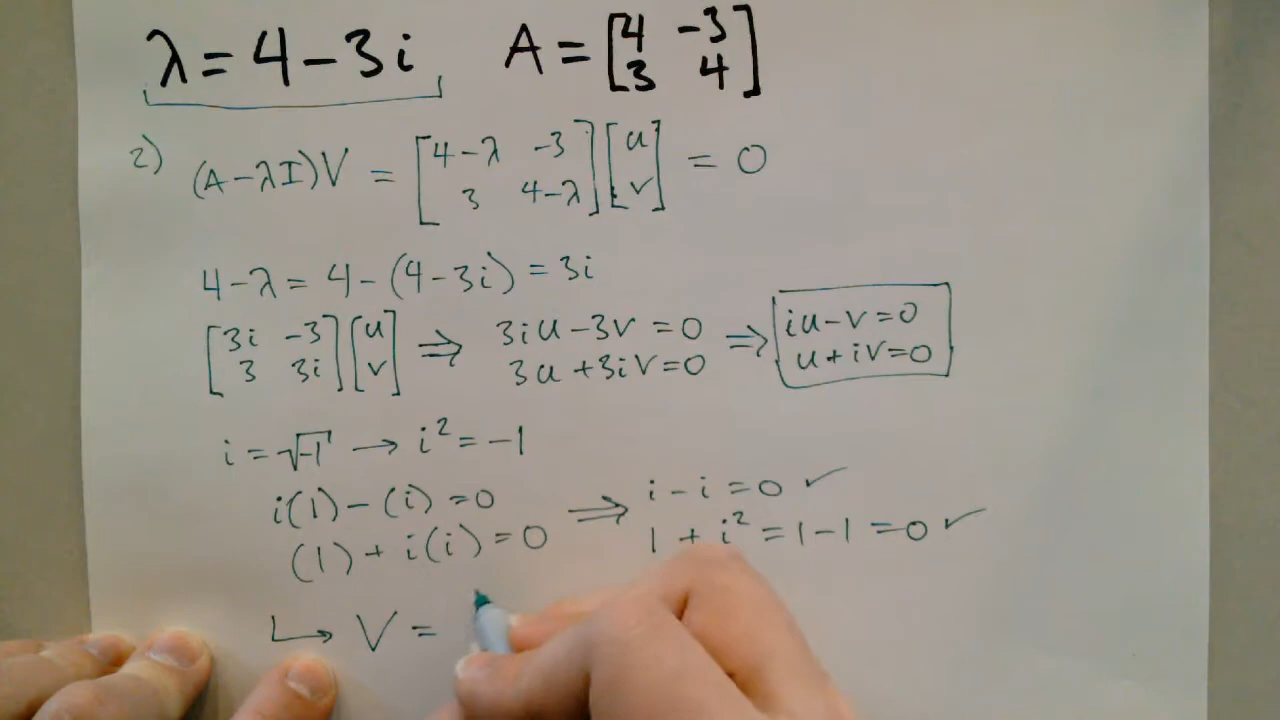 λ = 4 - 3i   A = [4 -3; 3 4]
2) (A - λI)V = [4-λ -3; 3 4-λ][u; v] = 0
4 - λ = 4 - (4 - 3i) = 3i
[3i -3; 3 3i][u; v] ⇒ 3iu - 3v = 0 ⇒ iu - v = 0
3u + 3iv = 0   u + iv = 0
i = √-1 → i² = -1
i(1) - (i) = 0 ⇒ i - i = 0 ✓
(1) + i(i) = 0   1 + i² = 1 - 1 = 0 ✓
↳ V =